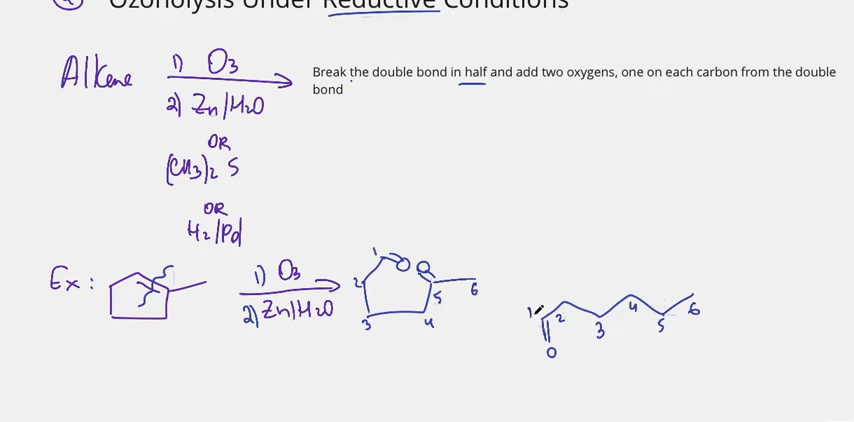 ④ Ozonolysis Under Reductive Conditions
Alkene
1) O3
2) Zn/H2O
OR
(CH3)2 S
OR
H2/Pd
Break the double bond in half and add two oxygens, one on each carbon from the double
bond
Ex:
1) O3
2) Zn/H2O
1
O
O
2
3
4
5
6
1
2
3
4
5
6
O